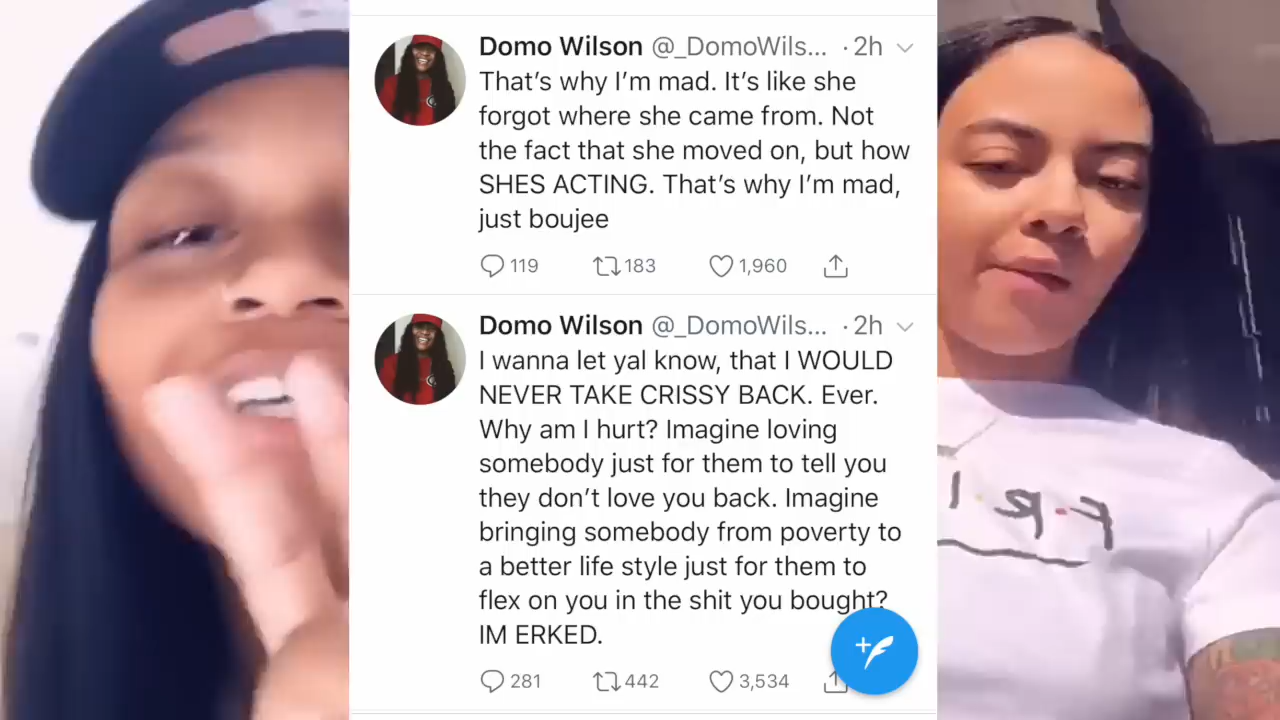 Domo Wilson @_DomoWils... · 2h
That's why I'm mad. It's like she
forgot where she came from. Not
the fact that she moved on, but how
SHES ACTING. That's why I'm mad,
just boujee
119 183 1,960
Domo Wilson @_DomoWils... · 2h
I wanna let yal know, that I WOULD
NEVER TAKE CRISSY BACK. Ever.
Why am I hurt? Imagine loving
somebody just for them to tell you
they don't love you back. Imagine
bringing somebody from poverty to
a better life style just for them to
flex on you in the shit you bought?
IM ERKED.
281 442 3,534
F·R·I